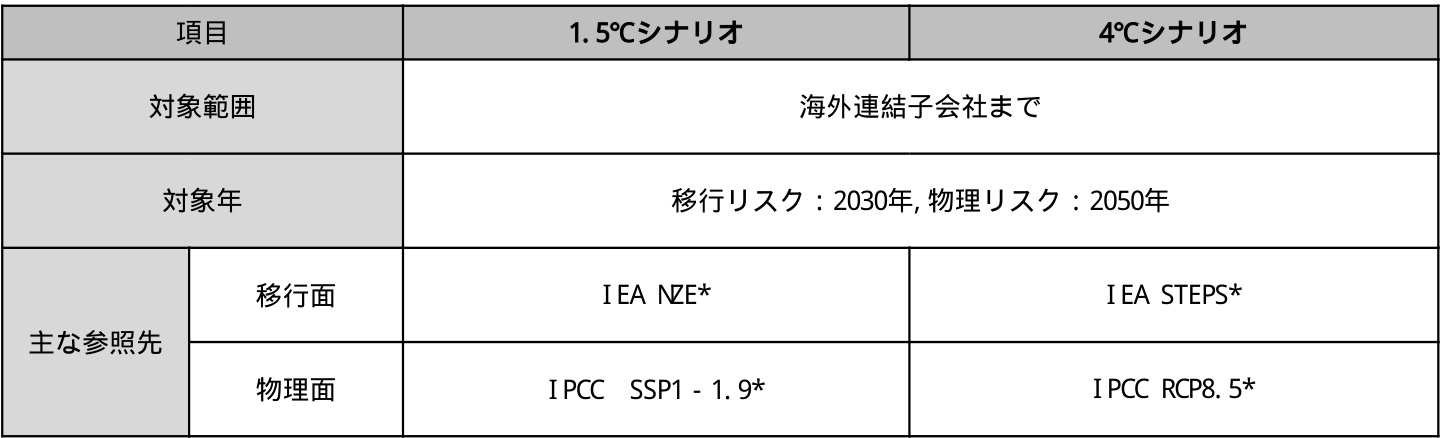 項目 1.5℃シナリオ 4℃シナリオ
対象範囲 海外連結子会社まで
対象年 移行リスク：2030年, 物理リスク：2050年
主な参照先
移行面 IEA NZE* IEA STEPS*
物理面 IPCC SSP1-1.9* IPCC RCP8.5*